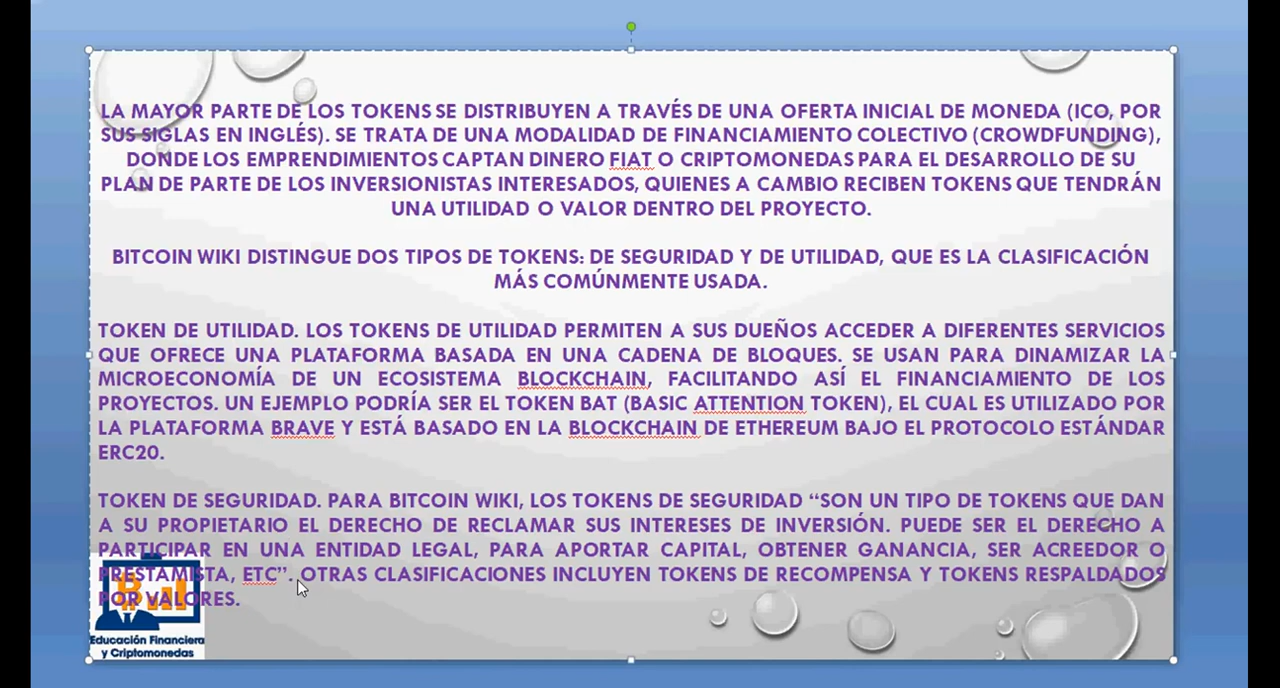 LA MAYOR PARTE DE LOS TOKENS SE DISTRIBUYEN A TRAVÉS DE UNA OFERTA INICIAL DE MONEDA (ICO, POR
SUS SIGLAS EN INGLÉS). SE TRATA DE UNA MODALIDAD DE FINANCIAMIENTO COLECTIVO (CROWDFUNDING),
DONDE LOS EMPRENDIMIENTOS CAPTAN DINERO FIAT O CRIPTOMONEDAS PARA EL DESARROLLO DE SU
PLAN DE PARTE DE LOS INVERSIONISTAS INTERESADOS, QUIENES A CAMBIO RECIBEN TOKENS QUE TENDRÁN
UNA UTILIDAD O VALOR DENTRO DEL PROYECTO.
BITCOIN WIKI DISTINGUE DOS TIPOS DE TOKENS: DE SEGURIDAD Y DE UTILIDAD, QUE ES LA CLASIFICACIÓN
MÁS COMÚNMENTE USADA.
TOKEN DE UTILIDAD. LOS TOKENS DE UTILIDAD PERMITEN A SUS DUEÑOS ACCEDER A DIFERENTES SERVICIOS
QUE OFRECE UNA PLATAFORMA BASADA EN UNA CADENA DE BLOQUES. SE USAN PARA DINAMIZAR LA
MICROECONOMÍA DE UN ECOSISTEMA BLOCKCHAIN, FACILITANDO ASÍ EL FINANCIAMIENTO DE LOS
PROYECTOS. UN EJEMPLO PODRÍA SER EL TOKEN BAT (BASIC ATTENTION TOKEN), EL CUAL ES UTILIZADO POR
LA PLATAFORMA BRAVE Y ESTÁ BASADO EN LA BLOCKCHAIN DE ETHEREUM BAJO EL PROTOCOLO ESTÁNDAR
ERC20.
TOKEN DE SEGURIDAD. PARA BITCOIN WIKI, LOS TOKENS DE SEGURIDAD “SON UN TIPO DE TOKENS QUE DAN
A SU PROPIETARIO EL DERECHO DE RECLAMAR SUS INTERESES DE INVERSIÓN. PUEDE SER EL DERECHO A
PARTICIPAR EN UNA ENTIDAD LEGAL, PARA APORTAR CAPITAL, OBTENER GANANCIA, SER ACREEDOR O
PRESTAMISTA, ETC”. OTRAS CLASIFICACIONES INCLUYEN TOKENS DE RECOMPENSA Y TOKENS RESPALDADOS
POR VALORES.
Educación Financiera
y Criptomonedas